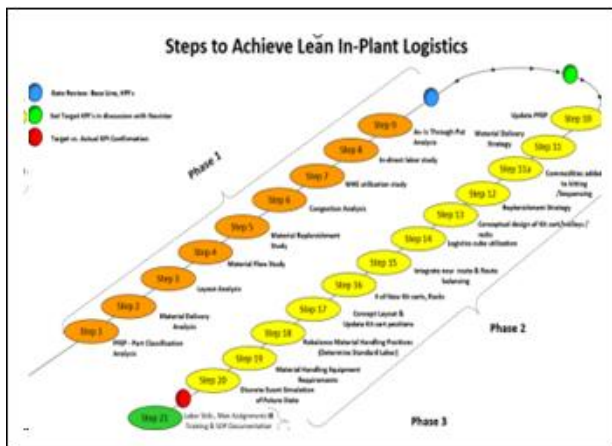 Steps to Achieve Lean In-Plant Logistics
Gate Review: Base Line, KPI's
Set Target KPI's in discussion with
Target vs. Actual KPI Confirmation
Phase 1
Step 9
As-Is Through Put
Analysis
Step 8
In-direct labor study
Step 7
MHE utilization study
Step 6
Congestion Analysis
Step 5
Material Replenishment
Study
Step 4
Material Flow Study
Step 3
Layout Analysis
Step 2
Material Delivery
Analysis
Step 1
PFEP - Part Classification
Analysis
Update PFEP
Step 10
Material Delivery
Strategy
Step 11
Commodities added
to kitting
/Sequencing
Step 11a
Replenishment Strategy
Step 12
Conceptual design of Kit cart/trolleys/
racks
Step 13
Logistics cube utilization
Step 14
Integrate near route & Route
balancing
Step 15
# of New Kit carts, Racks
Step 16
Concept Layout &
Update Kit cart positions
Step 17
Rebalance Material Handling Positions
(Determine Standard Labor)
Step 18
Material Handling Equipment
Requirements
Step 19
Discrete Event Simulation
of Future State
Step 20
Labor Skils, Man Assignments
Training & SOP Documentation
Step 21
Phase 2
Phase 3